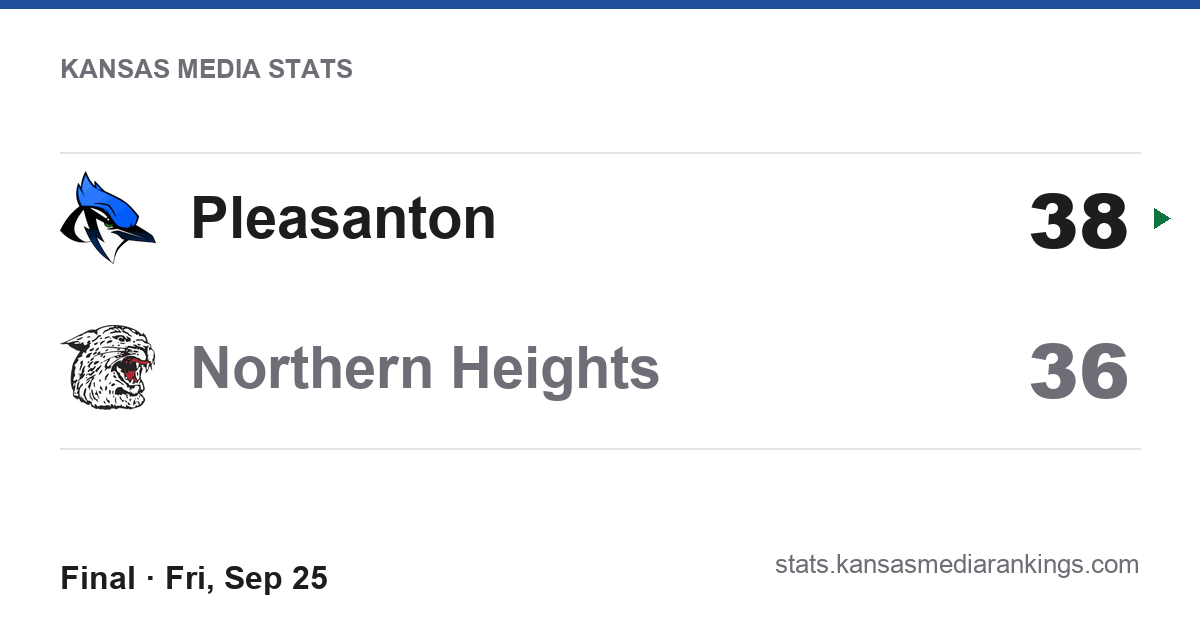 KANSAS MEDIA STATS
Pleasanton 38
Northern Heights 36
Final · Fri, Sep 25
stats.kansasmediarankings.com